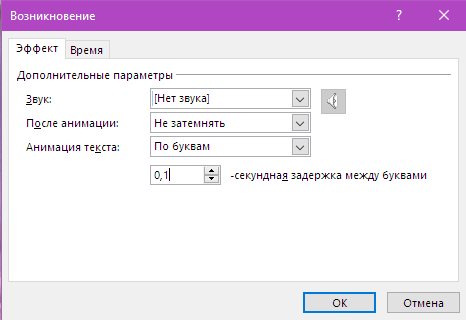 Возникновение ?
Эффект Время
Дополнительные параметры
Звук: [Нет звука]
После анимации: Не затемнять
Анимация текста: По буквам
0,1 -секундная задержка между буквами
OK Отмена